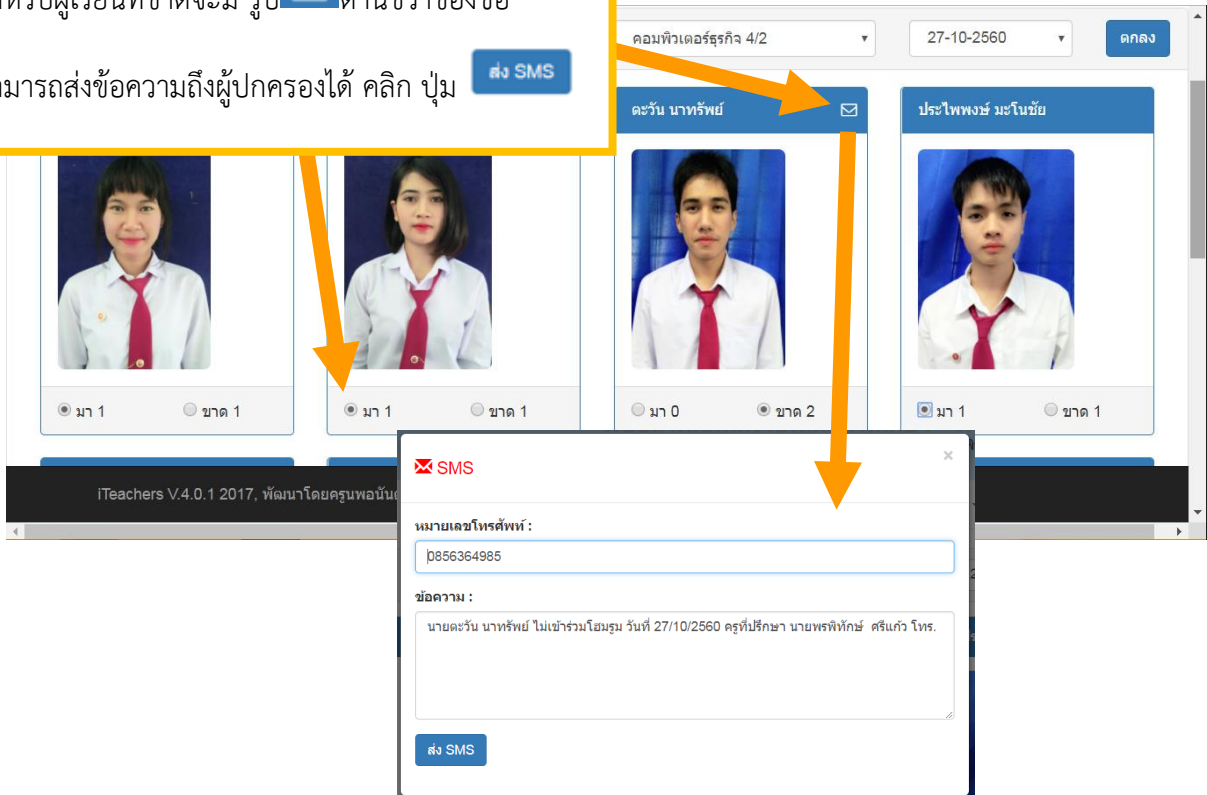 คอมพิวเตอร์ธุรกิจ 4/2 27-10-2560 ตกลง
สามารถส่งข้อความถึงผู้ปกครองได้ คลิก ปุ่ม ส่ง SMS
ตะวัน นาทรัพย์
ประไพพงษ์ มะโนชัย
มา 1 ขาด 1
มา 1 ขาด 1
มา 0 ขาด 2
มา 1 ขาด 1
iTeachers V.4.0.1 2017, พัฒนาโดยครูนพอนัน
SMS
×
หมายเลขโทรศัพท์ :
0856364985
ข้อความ :
นายตะวัน นาทรัพย์ ไม่เข้าร่วมโฮมรูม วันที่ 27/10/2560 ครูที่ปรึกษา นายพรพิทักษ์ ศรีแก้ว โทร.
ส่ง SMS